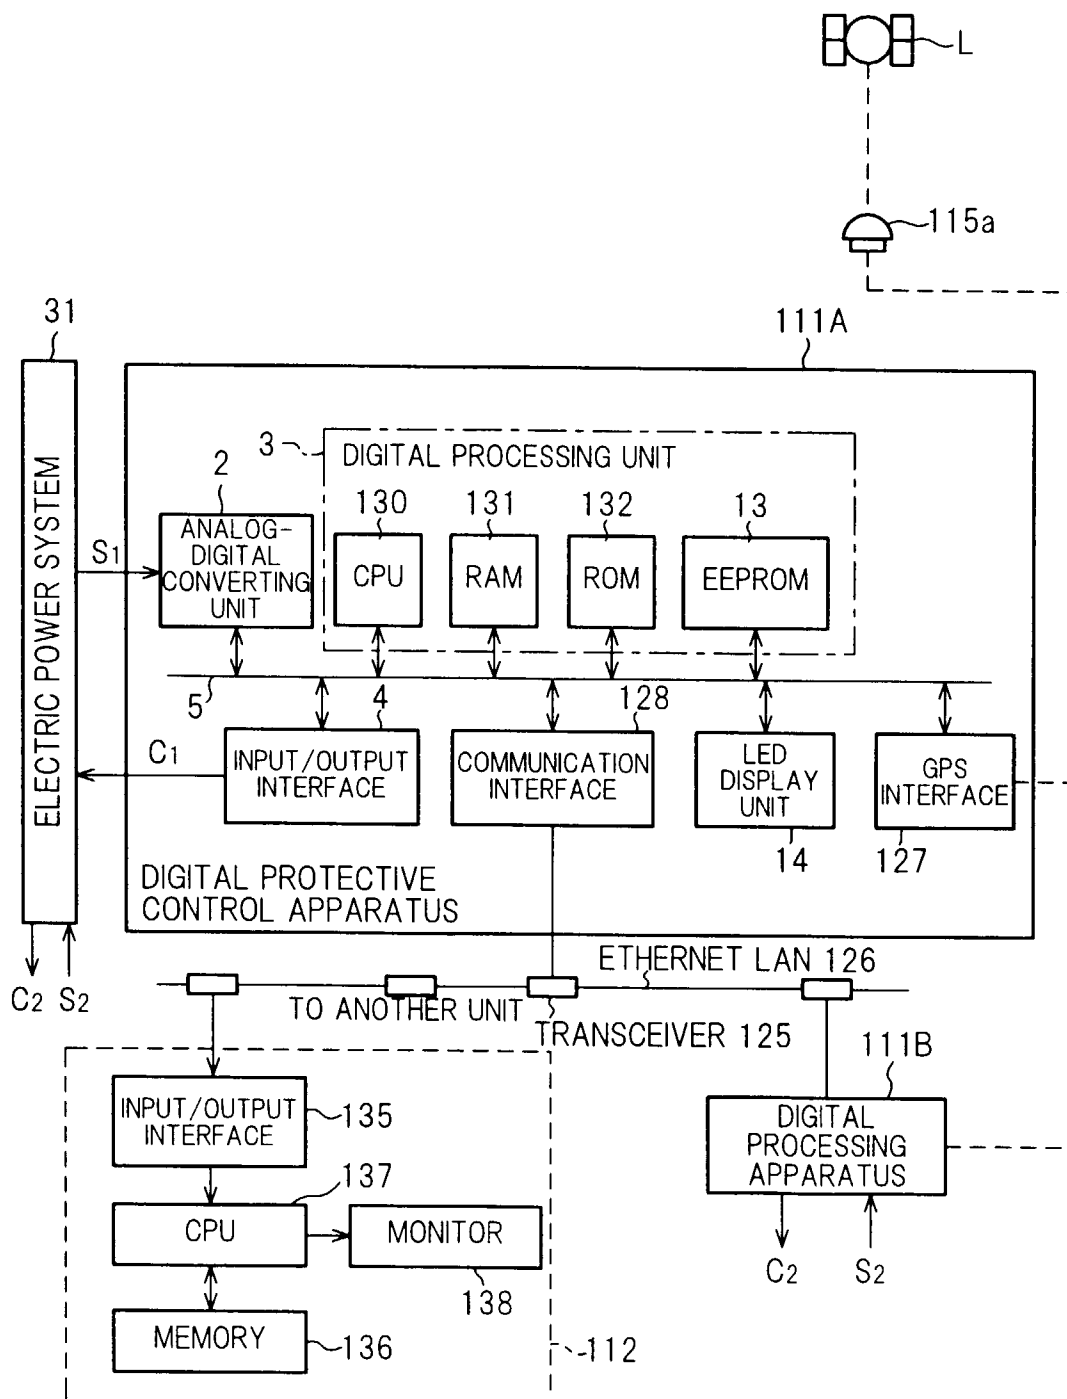 L
115a
31
111A
ELECTRIC POWER SYSTEM
3
DIGITAL PROCESSING UNIT
2
ANALOG-
DIGITAL
CONVERTING
UNIT
S1
130
CPU
131
RAM
132
ROM
13
EEPROM
5
4
INPUT/OUTPUT
INTERFACE
C1
128
COMMUNICATION
INTERFACE
LED
DISPLAY
UNIT
14
GPS
INTERFACE
127
DIGITAL PROTECTIVE
CONTROL APPARATUS
C2 S2
ETHERNET LAN 126
TO ANOTHER UNIT
TRANSCEIVER 125
111B
DIGITAL
PROCESSING
APPARATUS
C2
S2
INPUT/OUTPUT
INTERFACE
135
137
CPU
MONITOR
138
MEMORY
136
112